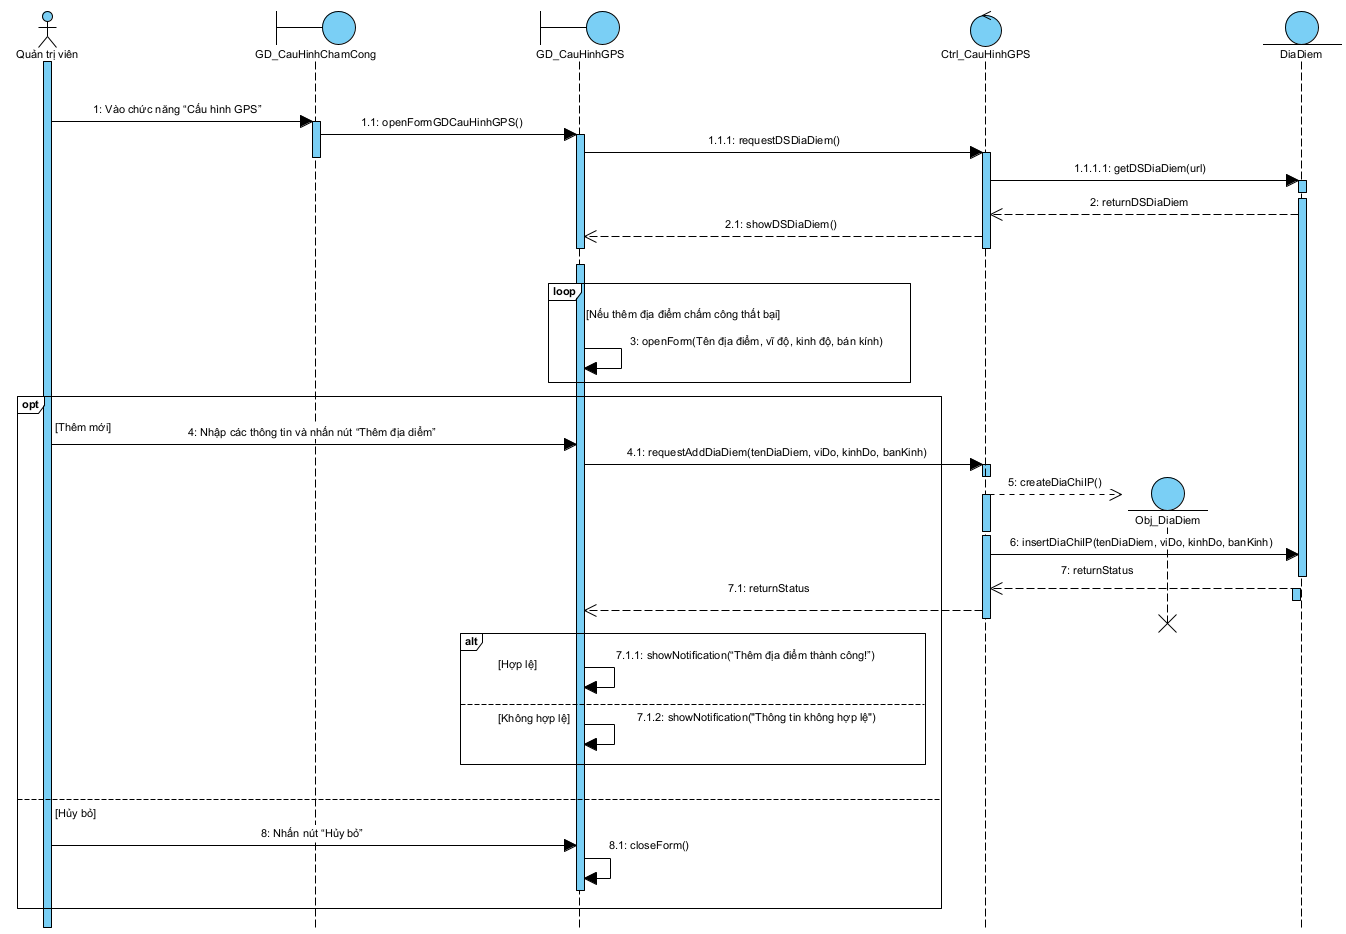 Quản trị viên
GD_CauHinhChamCong
GD_CauHinhGPS
Ctrl_CauHinhGPS
DiaDiem
1: Vào chức năng “Cấu hình GPS”
1.1: openFormGDCauHinhGPS()
1.1.1: requestDSDiaDiem()
1.1.1.1: getDSDiaDiem(url)
2: returnDSDiaDiem
2.1: showDSDiaDiem()
loop
[Nếu thêm địa điểm chấm công thất bại]
3: openForm(Tên địa điểm, vĩ độ, kinh độ, bán kính)
opt
[Thêm mới]
4: Nhập các thông tin và nhấn nút “Thêm địa diểm”
4.1: requestAddDiaDiem(tenDiaDiem, viDo, kinhDo, banKinh)
5: createDiaChiIP()
Obj_DiaDiem
6: insertDiaChiIP(tenDiaDiem, viDo, kinhDo, banKinh)
7: returnStatus
7.1: returnStatus
alt
[Hợp lệ]
7.1.1: showNotification(“Thêm địa điểm thành công!”)
[Không hợp lệ]
7.1.2: showNotification("Thông tin không hợp lệ")
[Hủy bỏ]
8: Nhấn nút “Hủy bỏ”
8.1: closeForm()